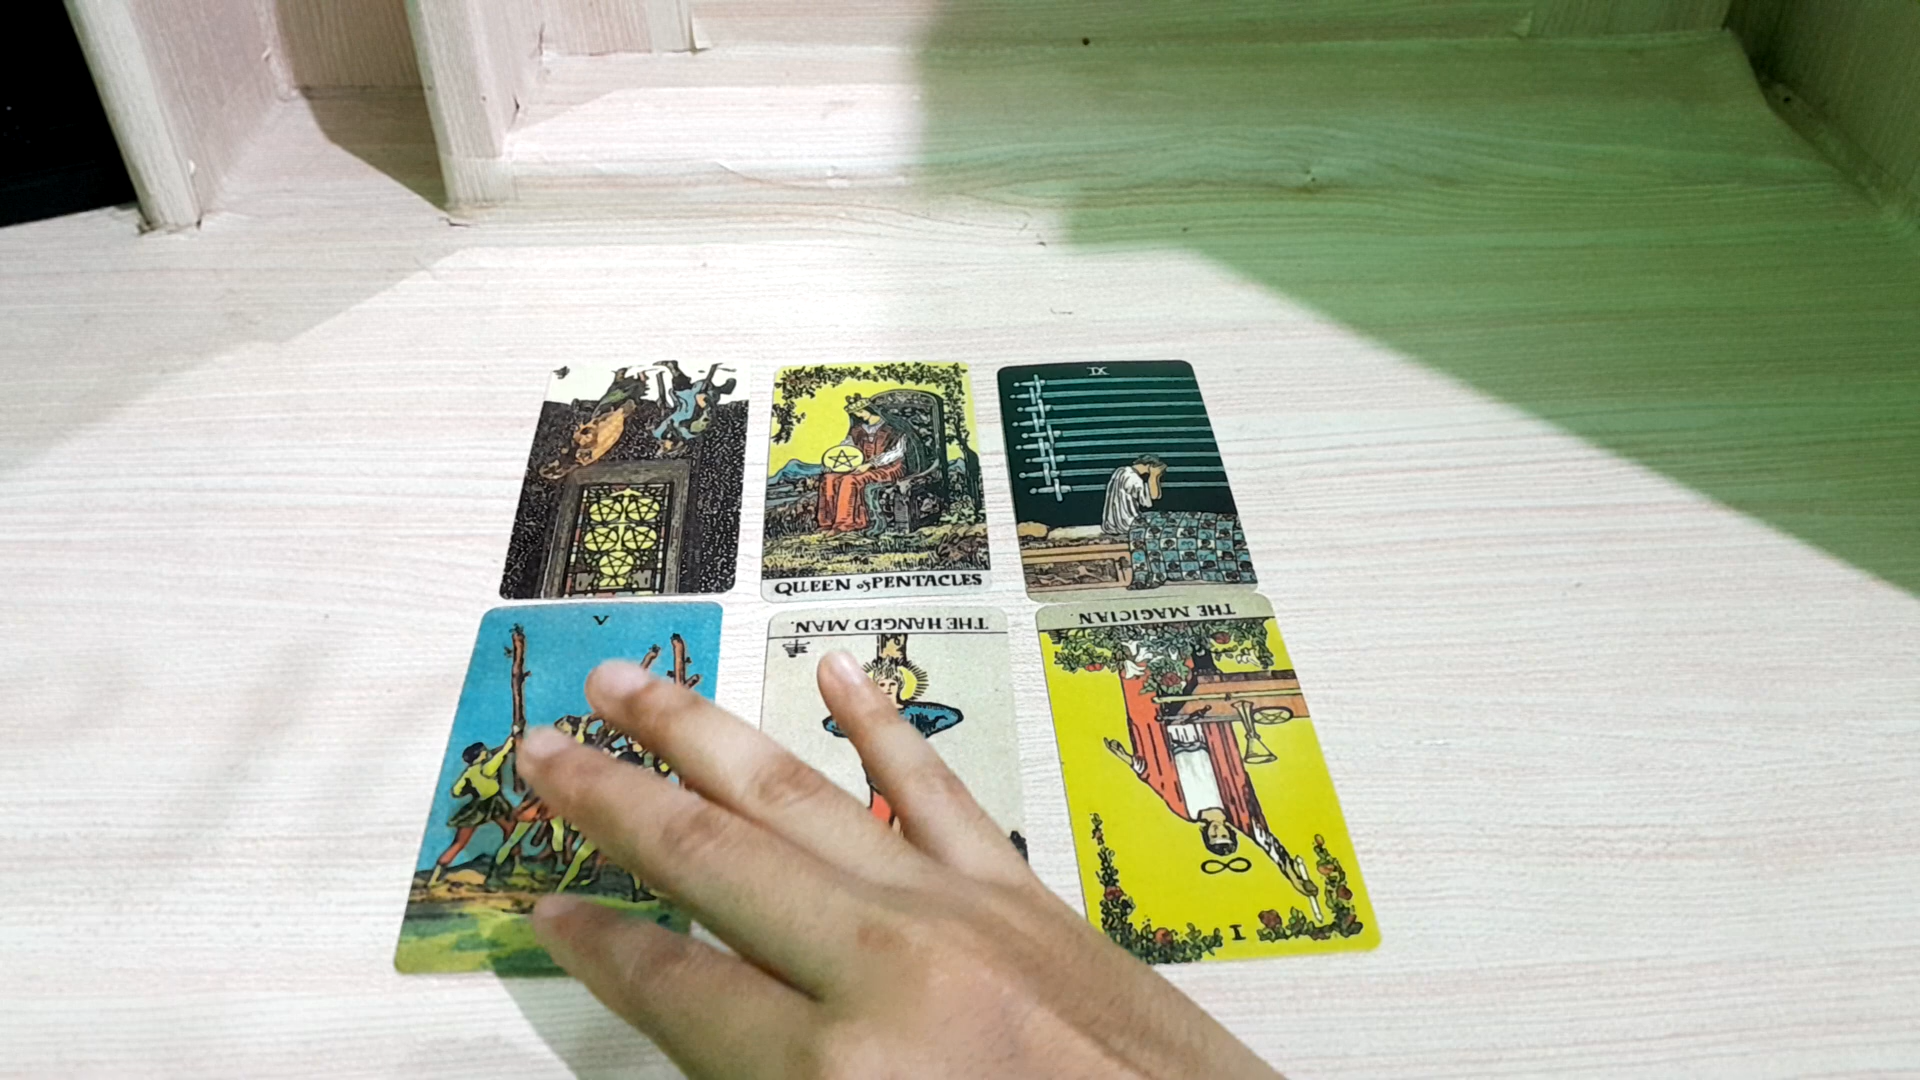 IX
QUEEN of PENTACLES
THE MAGICIAN
THE HANGED MAN.
V
I